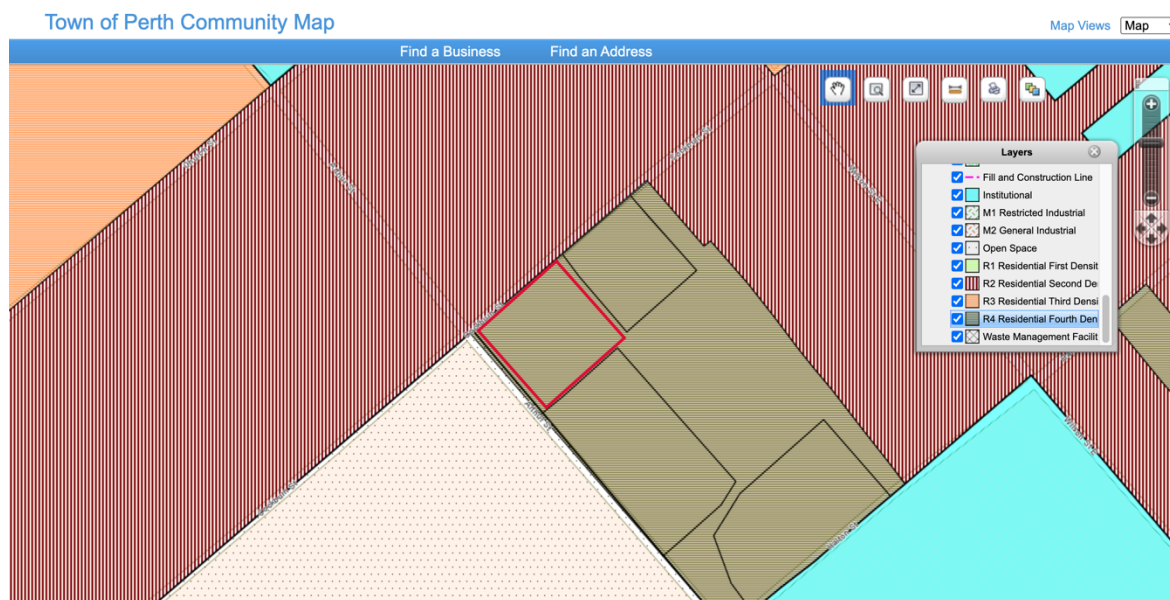 Town of Perth Community Map
Map Views Map
Find a Business Find an Address
Layers
Fill and Construction Line
Institutional
M1 Restricted Industrial
M2 General Industrial
Open Space
R1 Residential First Densit
R2 Residential Second De
R3 Residential Third Densi
R4 Residential Fourth Den
Waste Management Facilit